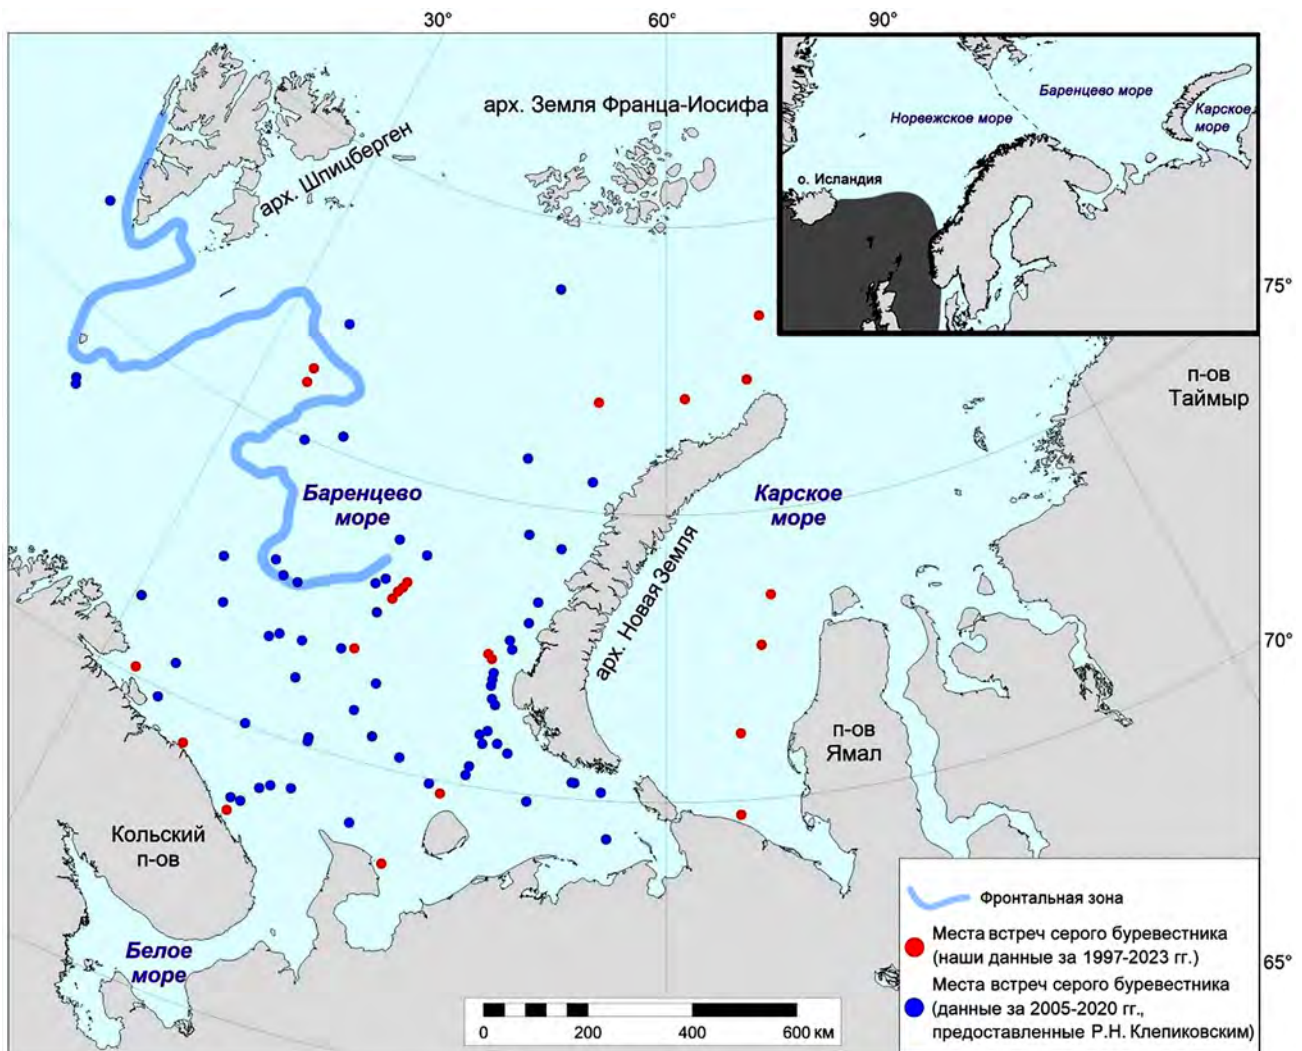 30°
60°
90°
арх. Земля Франца-Иосифа
арх. Шпицберген
Баренцево море
Норвежское море
Карское
море
о. Исландия
75°
п-ов
Таймыр
Баренцево
море
Карское
море
арх. Новая Земля
70°
п-ов
Ямал
Кольский
п-ов
Белое
море
65°
Фронтальная зона
Места встреч серого буревестника
(наши данные за 1997-2023 гг.)
Места встреч серого буревестника
(данные за 2005-2020 гг.,
предоставленные Р.Н. Клепиковским)
0 200 400 600 км